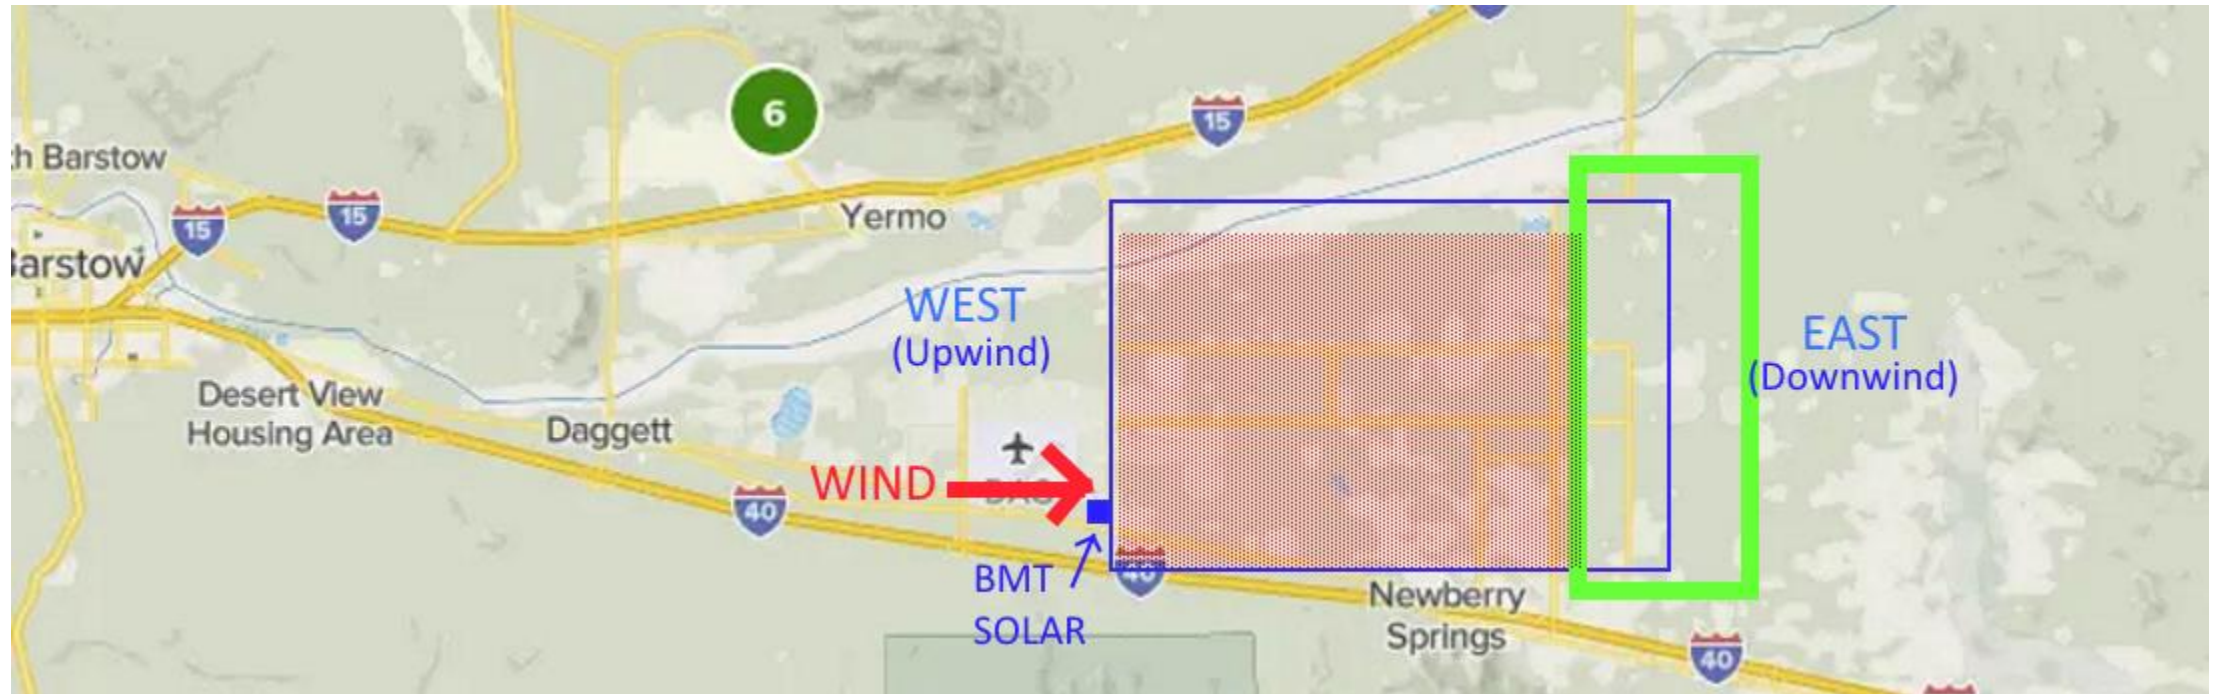 6
15
h Barstow
15
15
Yermo
Barstow
WEST
(Upwind)
EAST
(Downwind)
Desert View
Housing Area
Daggett
WIND
40
40
BMT
SOLAR
Newberry
Springs
40